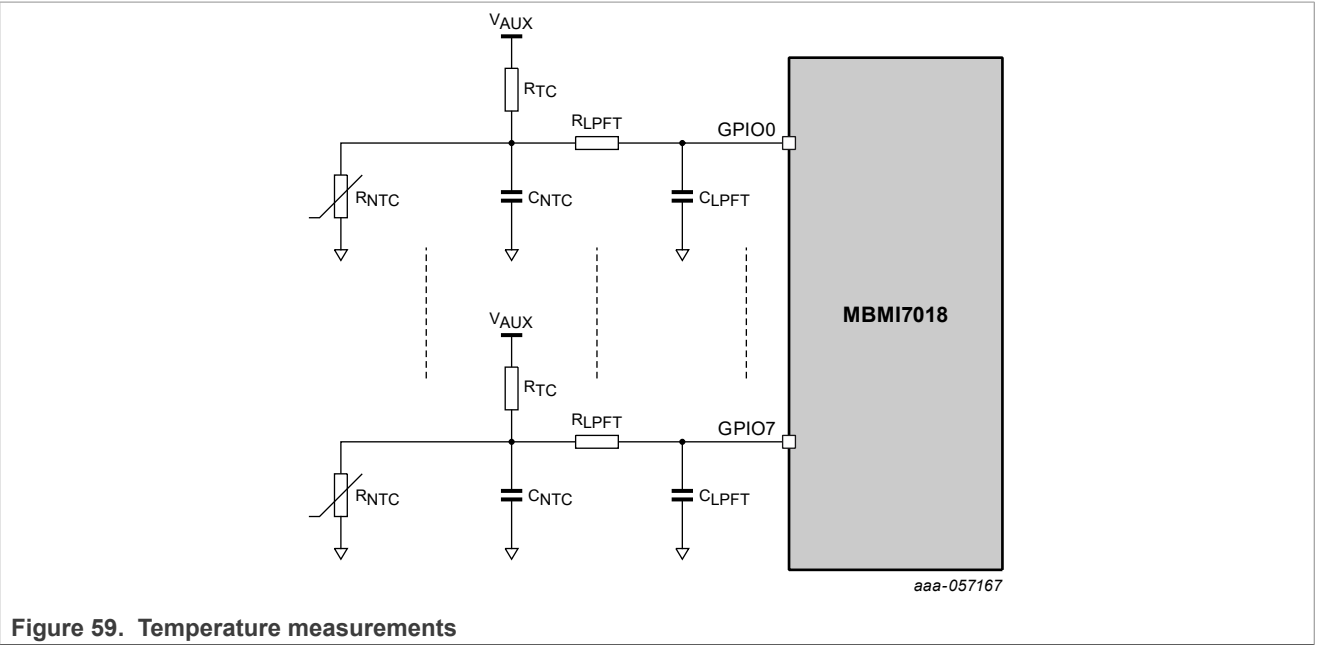 VAUX
RTC
RLPFT
GPIO0
RNTC
CNTC
CLPFT
MBMI7018
VAUX
RTC
RLPFT
GPIO7
RNTC
CNTC
CLPFT
aaa-057167
Figure 59. Temperature measurements